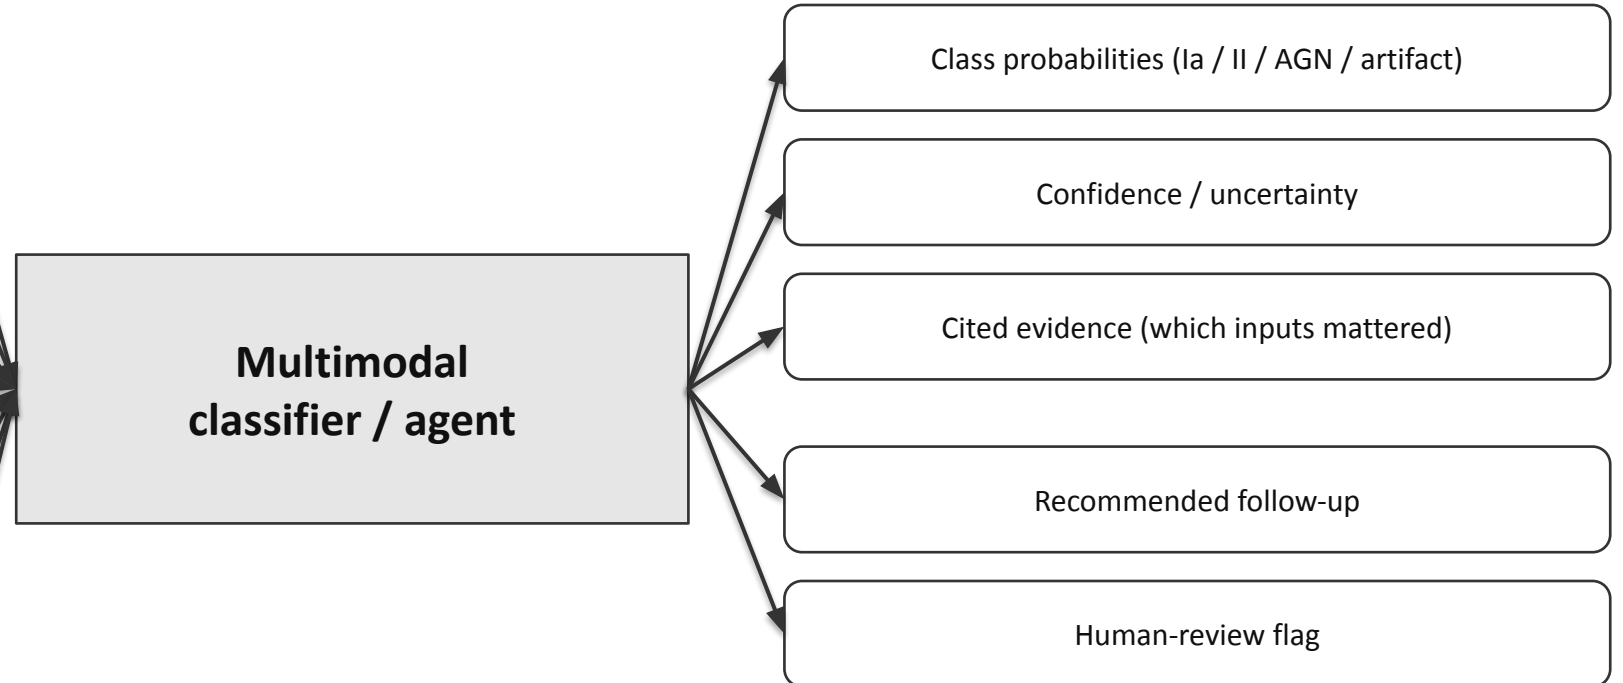 Class probabilities (Ia / II / AGN / artifact)
Confidence / uncertainty
Cited evidence (which inputs mattered)
Multimodal
classifier / agent
Recommended follow-up
Human-review flag